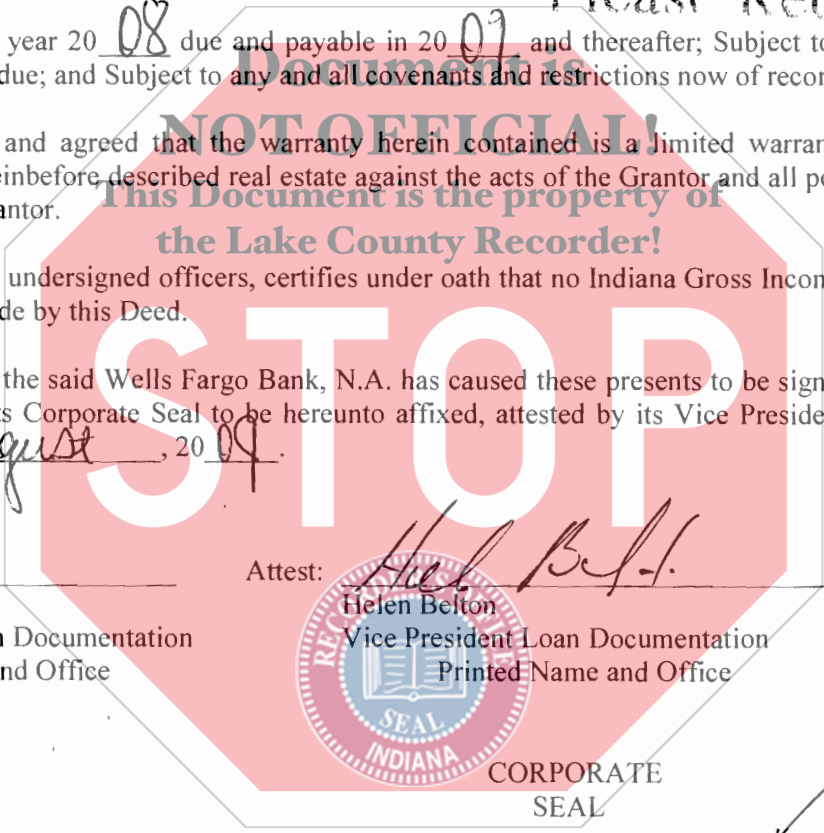 year 20 08 due and payable in 20 09 and thereafter; Subject to
due; and Subject to any and all covenants and restrictions now of recor
Document is
and agreed that the warranty herein contained is a limited warran
NOT OFFICIAL!
einbefore described real estate against the acts of the Grantor and all pe
This Document is the property of
antor.
the Lake County Recorder!
undersigned officers, certifies under oath that no Indiana Gross Incom
de by this Deed.
STOP
the said Wells Fargo Bank, N.A. has caused these presents to be sign
s Corporate Seal to be hereunto affixed, attested by its Vice Preside
gust, 20 09.
Attest:
Helen Belton
n Documentation Vice President Loan Documentation
nd Office Printed Name and Office
RECORDER'S OFFICE
SEAL
INDIANA
CORPORATE
SEAL